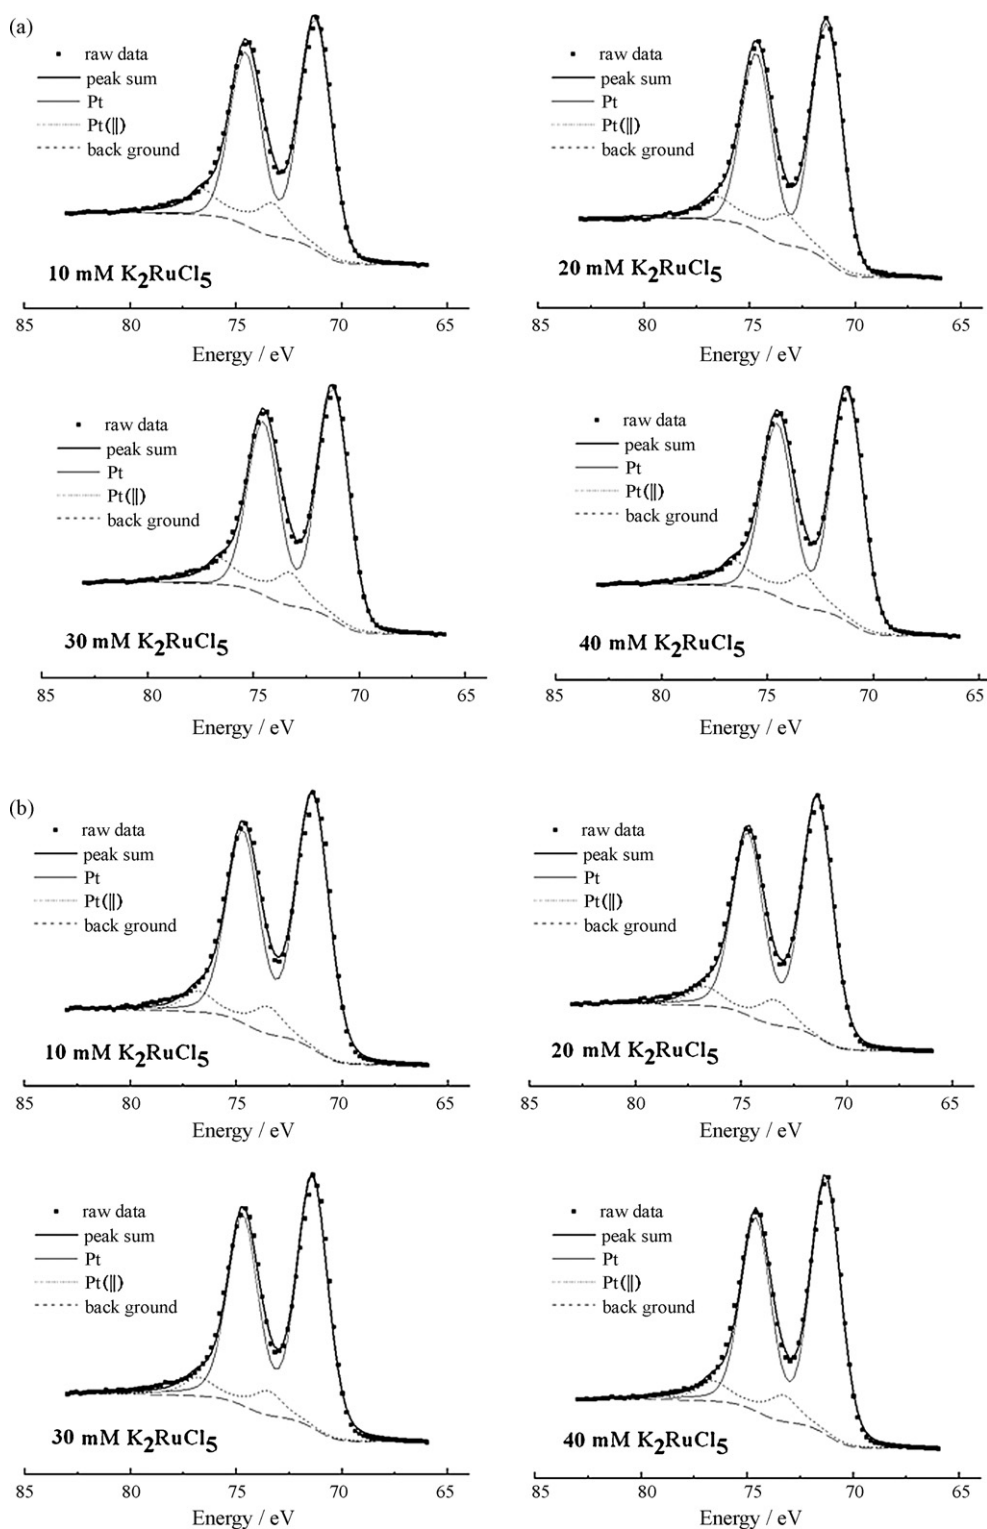 (a)
raw data
peak sum
Pt
Pt(||)
back ground
10 mM K₂RuCl₅
85 80 75 70 65
Energy / eV
raw data
peak sum
Pt
Pt(||)
back ground
20 mM K₂RuCl₅
85 80 75 70 65
Energy / eV
raw data
peak sum
Pt
Pt(||)
back ground
30 mM K₂RuCl₅
85 80 75 70 65
Energy / eV
raw data
peak sum
Pt
Pt(||)
back ground
40 mM K₂RuCl₅
85 80 75 70 65
Energy / eV
(b)
raw data
peak sum
Pt
Pt(||)
back ground
10 mM K₂RuCl₅
85 80 75 70 65
Energy / eV
raw data
peak sum
Pt
Pt(||)
back ground
20 mM K₂RuCl₅
85 80 75 70 65
Energy / eV
raw data
peak sum
Pt
Pt(||)
back ground
30 mM K₂RuCl₅
85 80 75 70 65
Energy / eV
raw data
peak sum
Pt
Pt(||)
back ground
40 mM K₂RuCl₅
85 80 75 70 65
Energy / eV